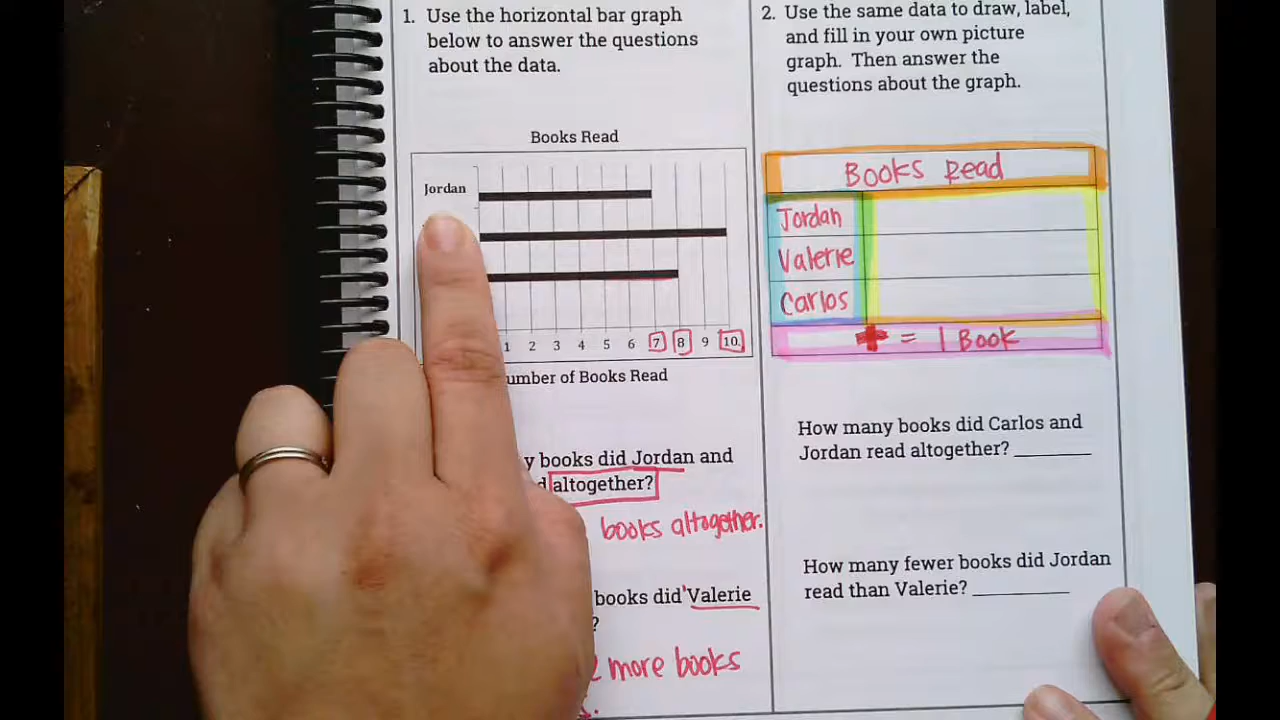 1. Use the horizontal bar graph
below to answer the questions
about the data.
Books Read
Jordan
1 2 3 4 5 6 7 8 9 10.
umber of Books Read
y books did Jordan and
altogether?
books altogether.
books did Valerie
?
more books
2. Use the same data to draw, label,
and fill in your own picture
graph. Then answer the
questions about the graph.
Books Read
Jordan
Valerie
Carlos
= 1 Book
How many books did Carlos and
Jordan read altogether? ________
How many fewer books did Jordan
read than Valerie? __________